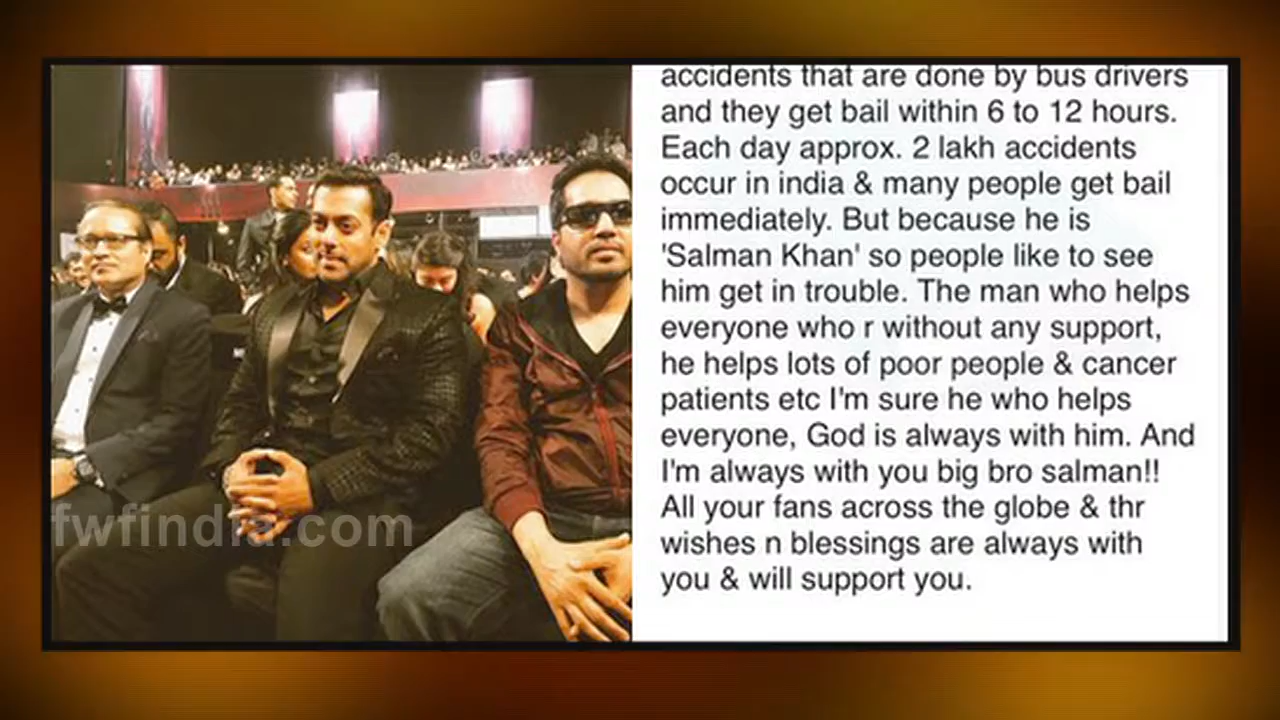 accidents that are done by bus drivers
and they get bail within 6 to 12 hours.
Each day approx. 2 lakh accidents
occur in india & many people get bail
immediately. But because he is
'Salman Khan' so people like to see
him get in trouble. The man who helps
everyone who r without any support,
he helps lots of poor people & cancer
patients etc I'm sure he who helps
everyone, God is always with him. And
I'm always with you big bro salman!!
All your fans across the globe & thr
wishes n blessings are always with
you & will support you.
fwfindia.com